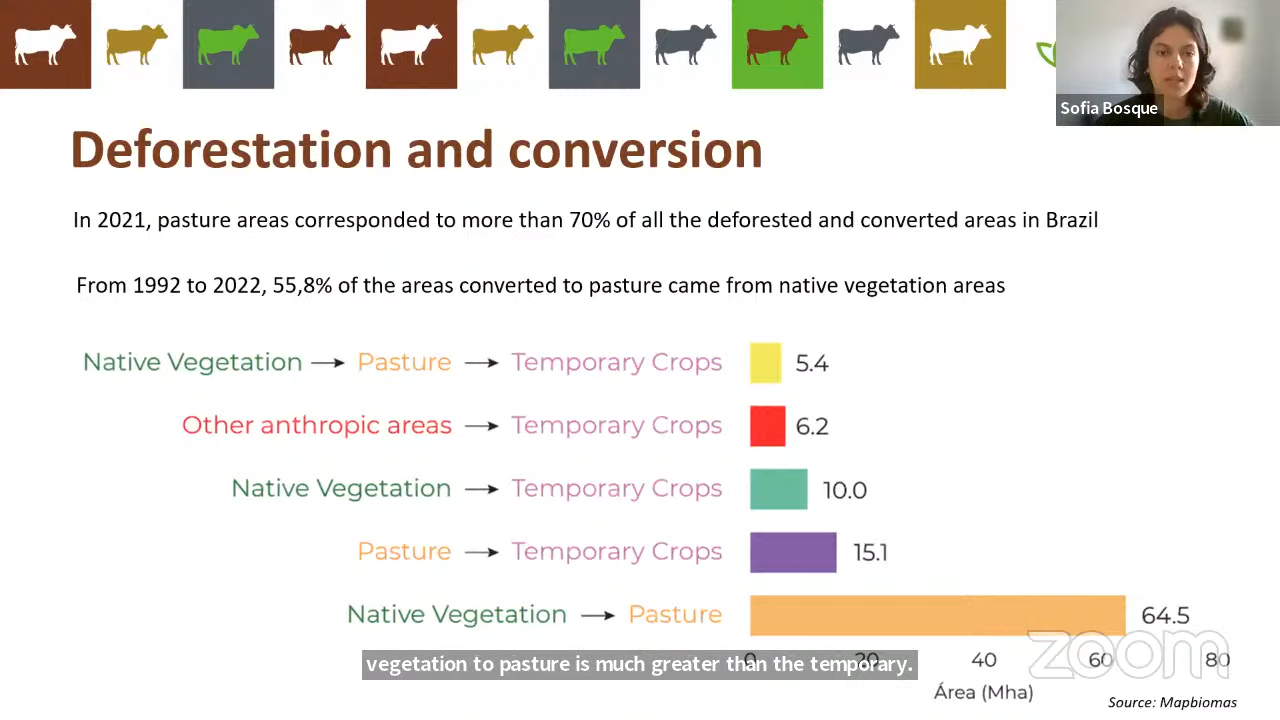 Sofia Bosque
Deforestation and conversion
In 2021, pasture areas corresponded to more than 70% of all the deforested and converted areas in Brazil
From 1992 to 2022, 55,8% of the areas converted to pasture came from native vegetation areas
Native Vegetation → Pasture → Temporary Crops 5.4
Other anthropic areas → Temporary Crops 6.2
Native Vegetation → Temporary Crops 10.0
Pasture → Temporary Crops 15.1
Native Vegetation → Pasture 64.5
0 20 40 60 80
vegetation to pasture is much greater than the temporary.
zoom
Área (Mha)
Source: Mapbiomas